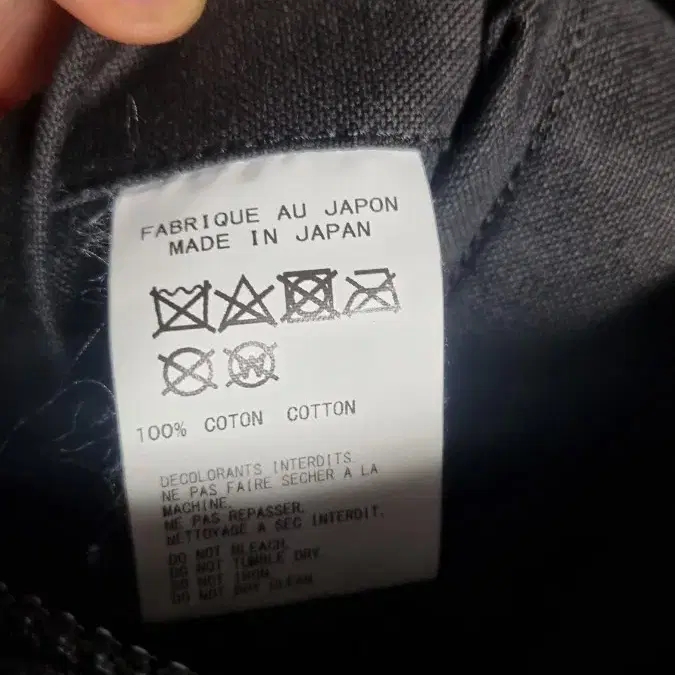 FABRIQUE AU JAPON
MADE IN JAPAN
W
100% COTON COTTON
DECOLORANTS INTERDITS.
NE PAS FAIRE SECHER A LA
MACHINE.
NE PAS REPASSER.
NETTOYAGE A SEC INTERDIT.
DO NOT BLEACH.
DO NOT TUMBLE DRY.
DO NOT IRON.
DO NOT DRY CLEAN.